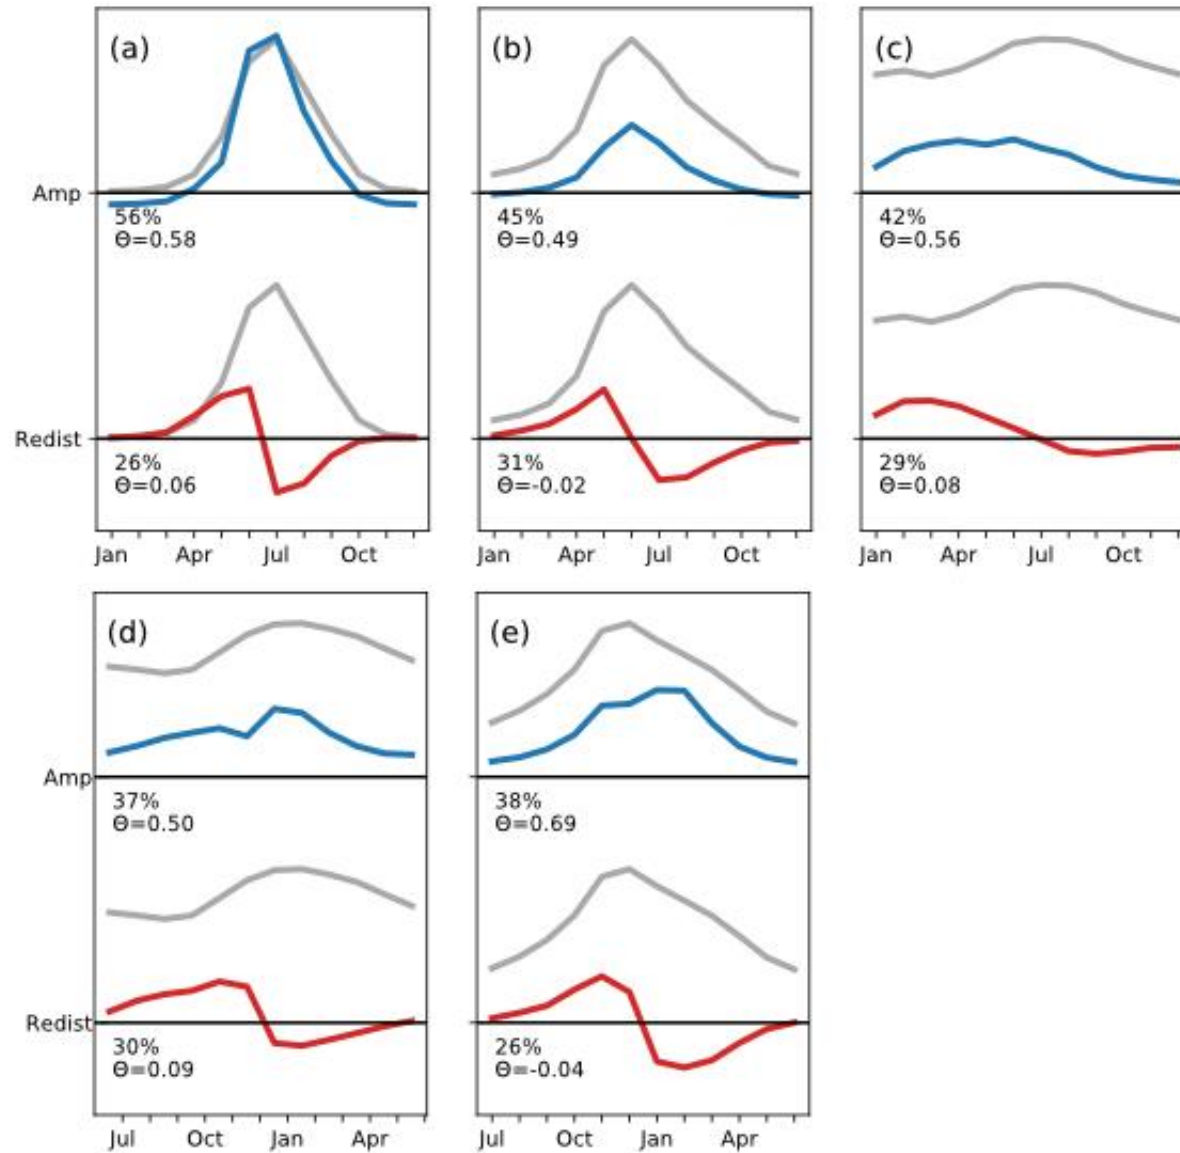 (a)
Amp
56%
Θ=0.58
Redist
26%
Θ=0.06
Jan Apr Jul Oct
(b)
45%
Θ=0.49
31%
Θ=-0.02
Jan Apr Jul Oct
(c)
42%
Θ=0.56
29%
Θ=0.08
Jan Apr Jul Oct
(d)
Amp
37%
Θ=0.50
Redist
30%
Θ=0.09
Jul Oct Jan Apr
(e)
38%
Θ=0.69
26%
Θ=-0.04
Jul Oct Jan Apr